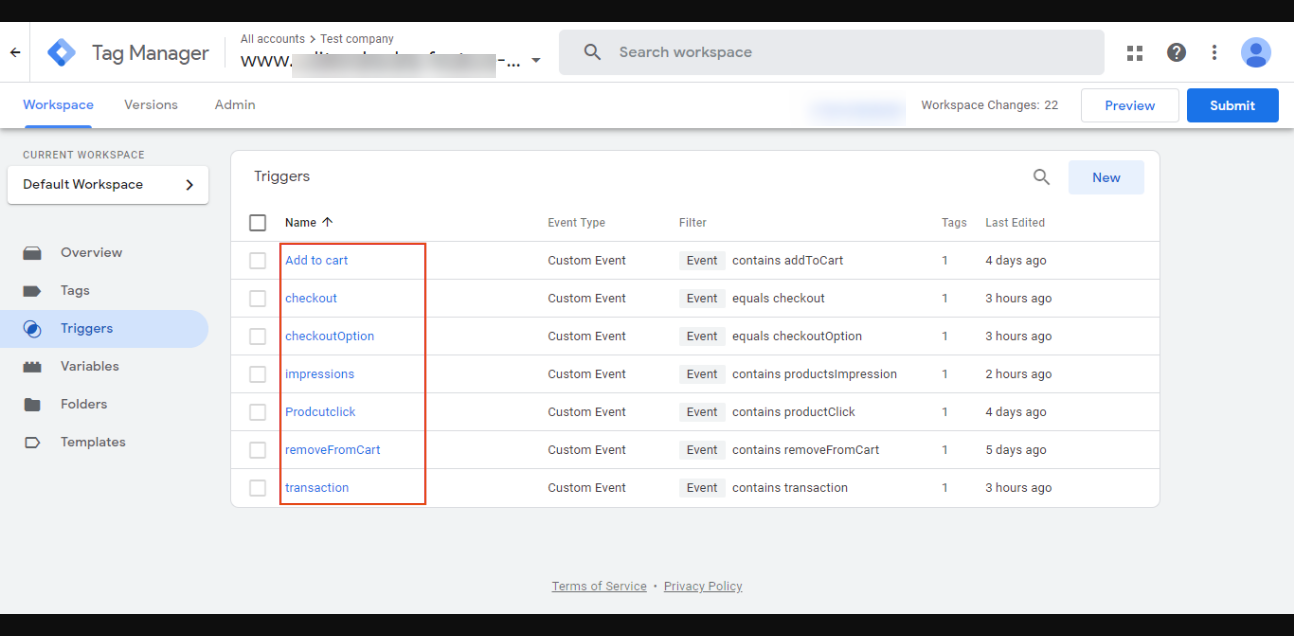 All accounts > Test company
Tag Manager
www. -...
Search workspace
Workspace Versions Admin
Workspace Changes: 22
Preview
Submit
CURRENT WORKSPACE
Default Workspace
Overview
Tags
Triggers
Variables
Folders
Templates
Triggers
New
Name Event Type Filter Tags Last Edited
Add to cart Custom Event Event contains addToCart 1 4 days ago
checkout Custom Event Event equals checkout 1 3 hours ago
checkoutOption Custom Event Event equals checkoutOption 1 3 hours ago
impressions Custom Event Event contains productsImpression 1 2 hours ago
Prodcutclick Custom Event Event contains productClick 1 4 days ago
removeFromCart Custom Event Event contains removeFromCart 1 5 days ago
transaction Custom Event Event contains transaction 1 3 hours ago
Terms of Service • Privacy Policy